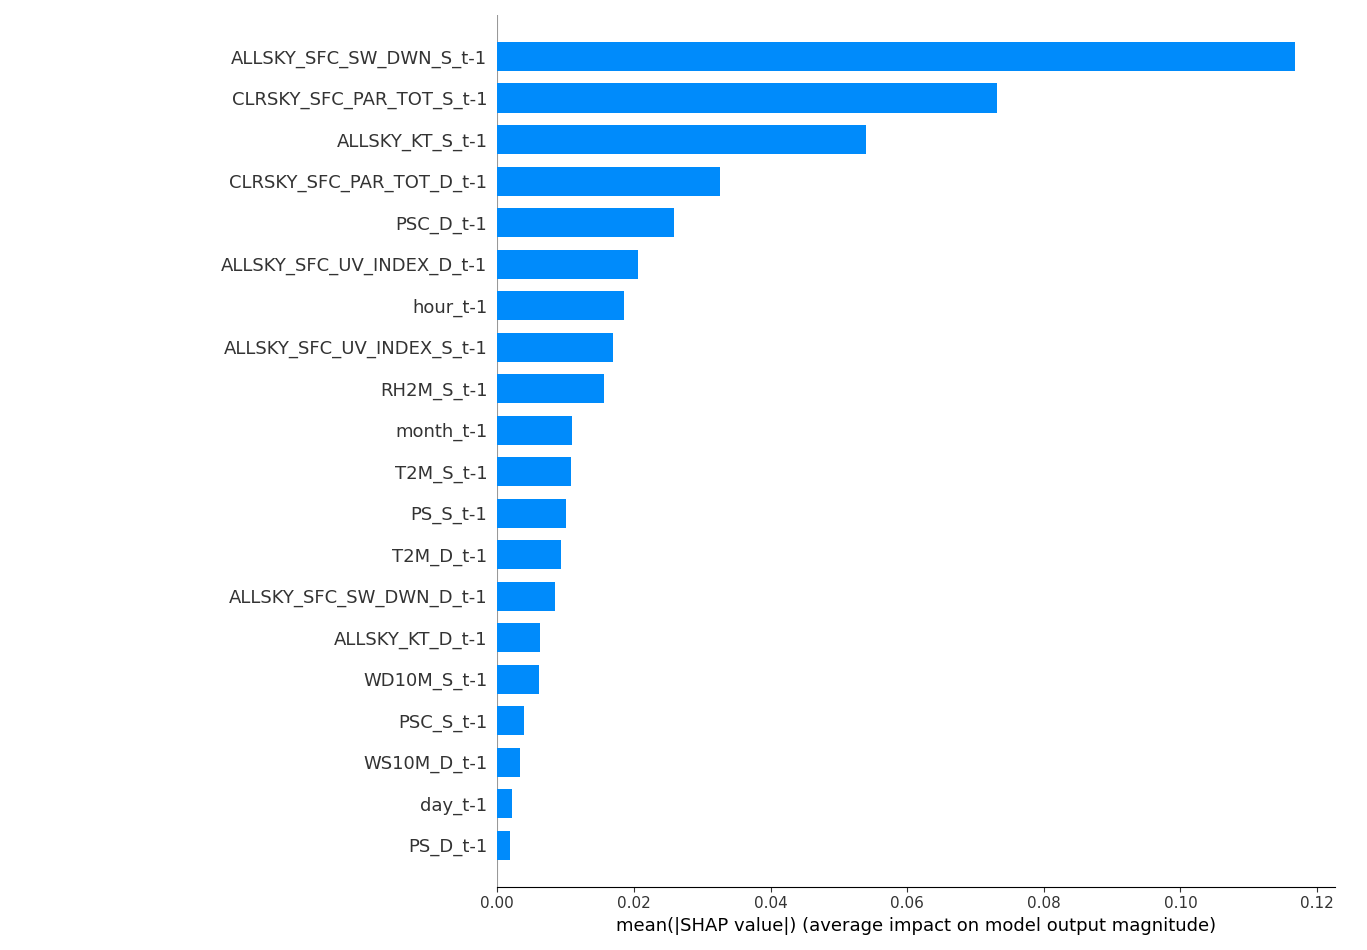 ALLSKY_SFC_SW_DWN_S_t-1
CLRSKY_SFC_PAR_TOT_S_t-1
ALLSKY_KT_S_t-1
CLRSKY_SFC_PAR_TOT_D_t-1
PSC_D_t-1
ALLSKY_SFC_UV_INDEX_D_t-1
hour_t-1
ALLSKY_SFC_UV_INDEX_S_t-1
RH2M_S_t-1
month_t-1
T2M_S_t-1
PS_S_t-1
T2M_D_t-1
ALLSKY_SFC_SW_DWN_D_t-1
ALLSKY_KT_D_t-1
WD10M_S_t-1
PSC_S_t-1
WS10M_D_t-1
day_t-1
PS_D_t-1
0.00 0.02 0.04 0.06 0.08 0.10 0.12
mean(|SHAP value|) (average impact on model output magnitude)